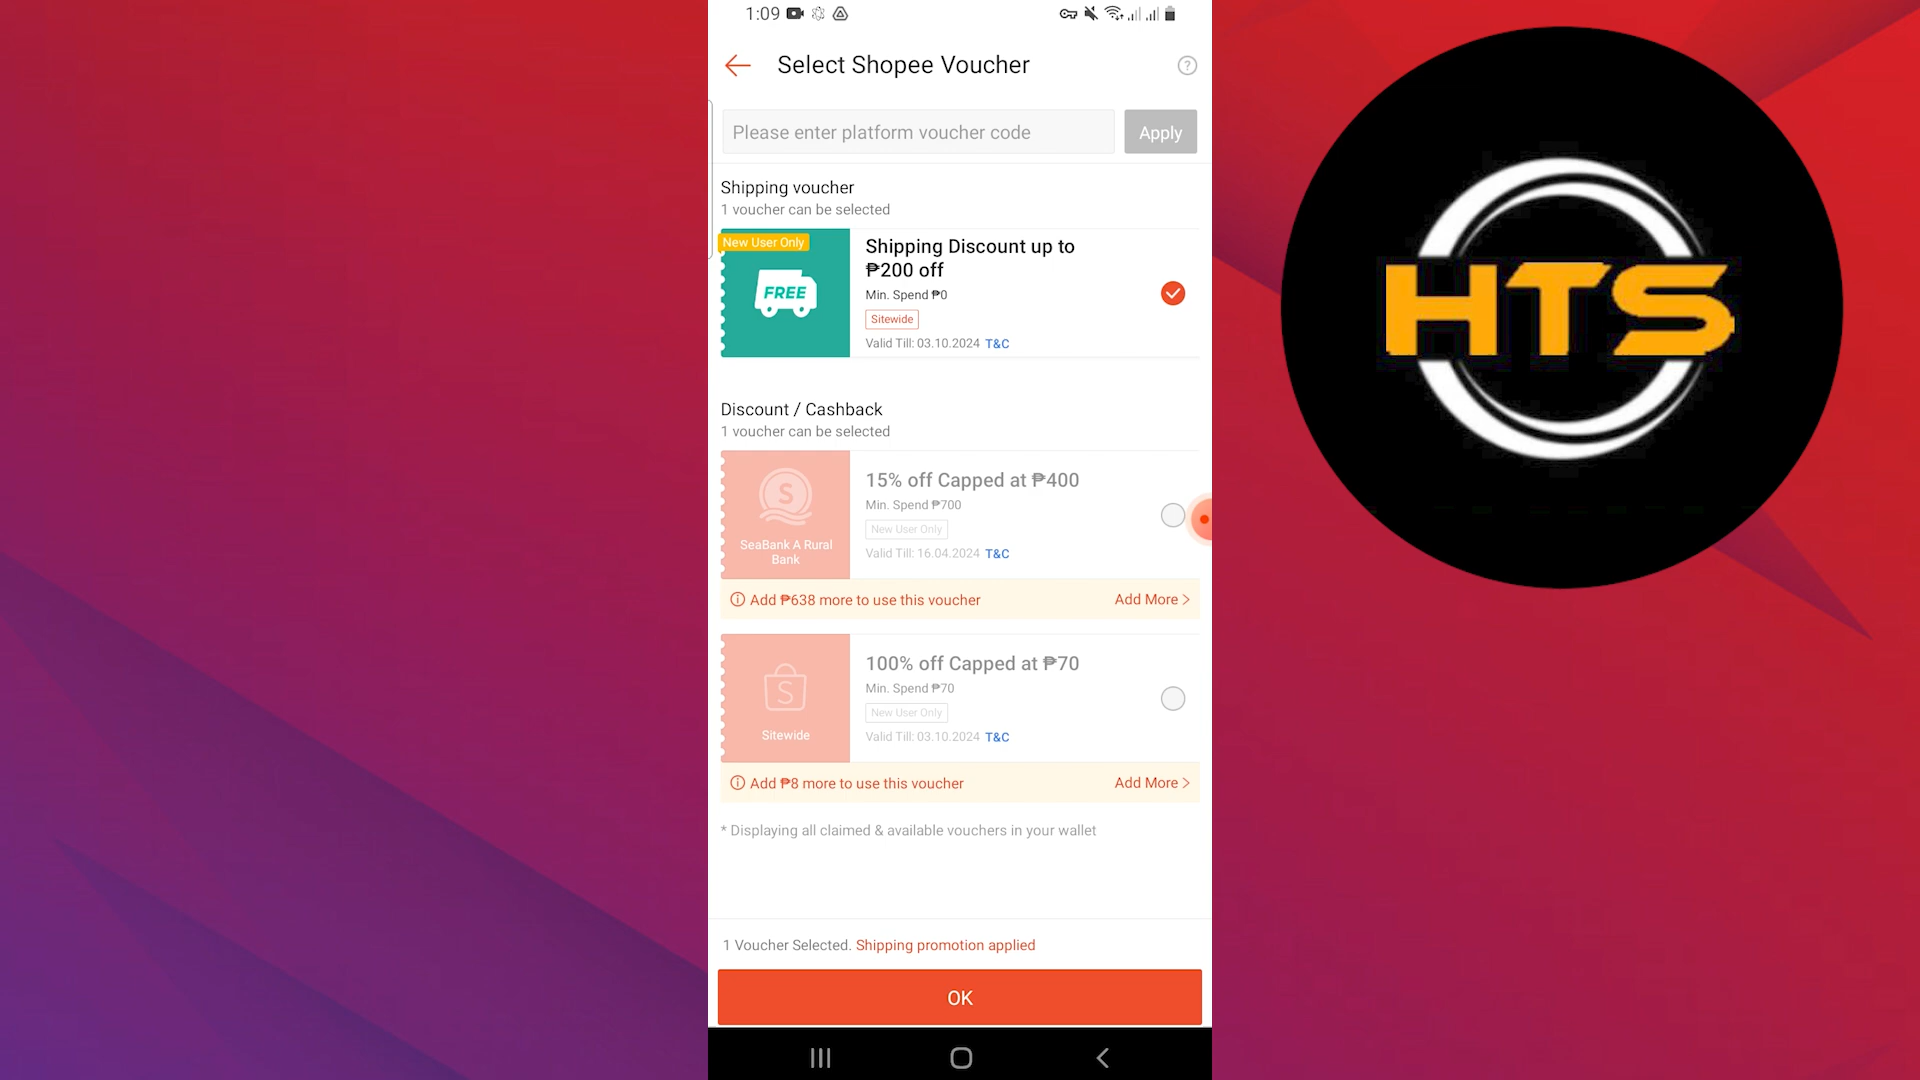 1:09
Select Shopee Voucher
?
Please enter platform voucher code
Apply
Shipping voucher
1 voucher can be selected
New User Only
FREE
Shipping Discount up to
₱200 off
Min. Spend ₱0
Sitewide
Valid Till: 03.10.2024 T&C
Discount / Cashback
1 voucher can be selected
S
SeaBank A Rural
Bank
15% off Capped at ₱400
Min. Spend ₱700
New User Only
Valid Till: 16.04.2024 T&C
Add ₱638 more to use this voucher
Add More >
S
Sitewide
100% off Capped at ₱70
Min. Spend ₱70
New User Only
Valid Till: 03.10.2024 T&C
Add ₱8 more to use this voucher
Add More >
* Displaying all claimed & available vouchers in your wallet
1 Voucher Selected. Shipping promotion applied
OK
HTS